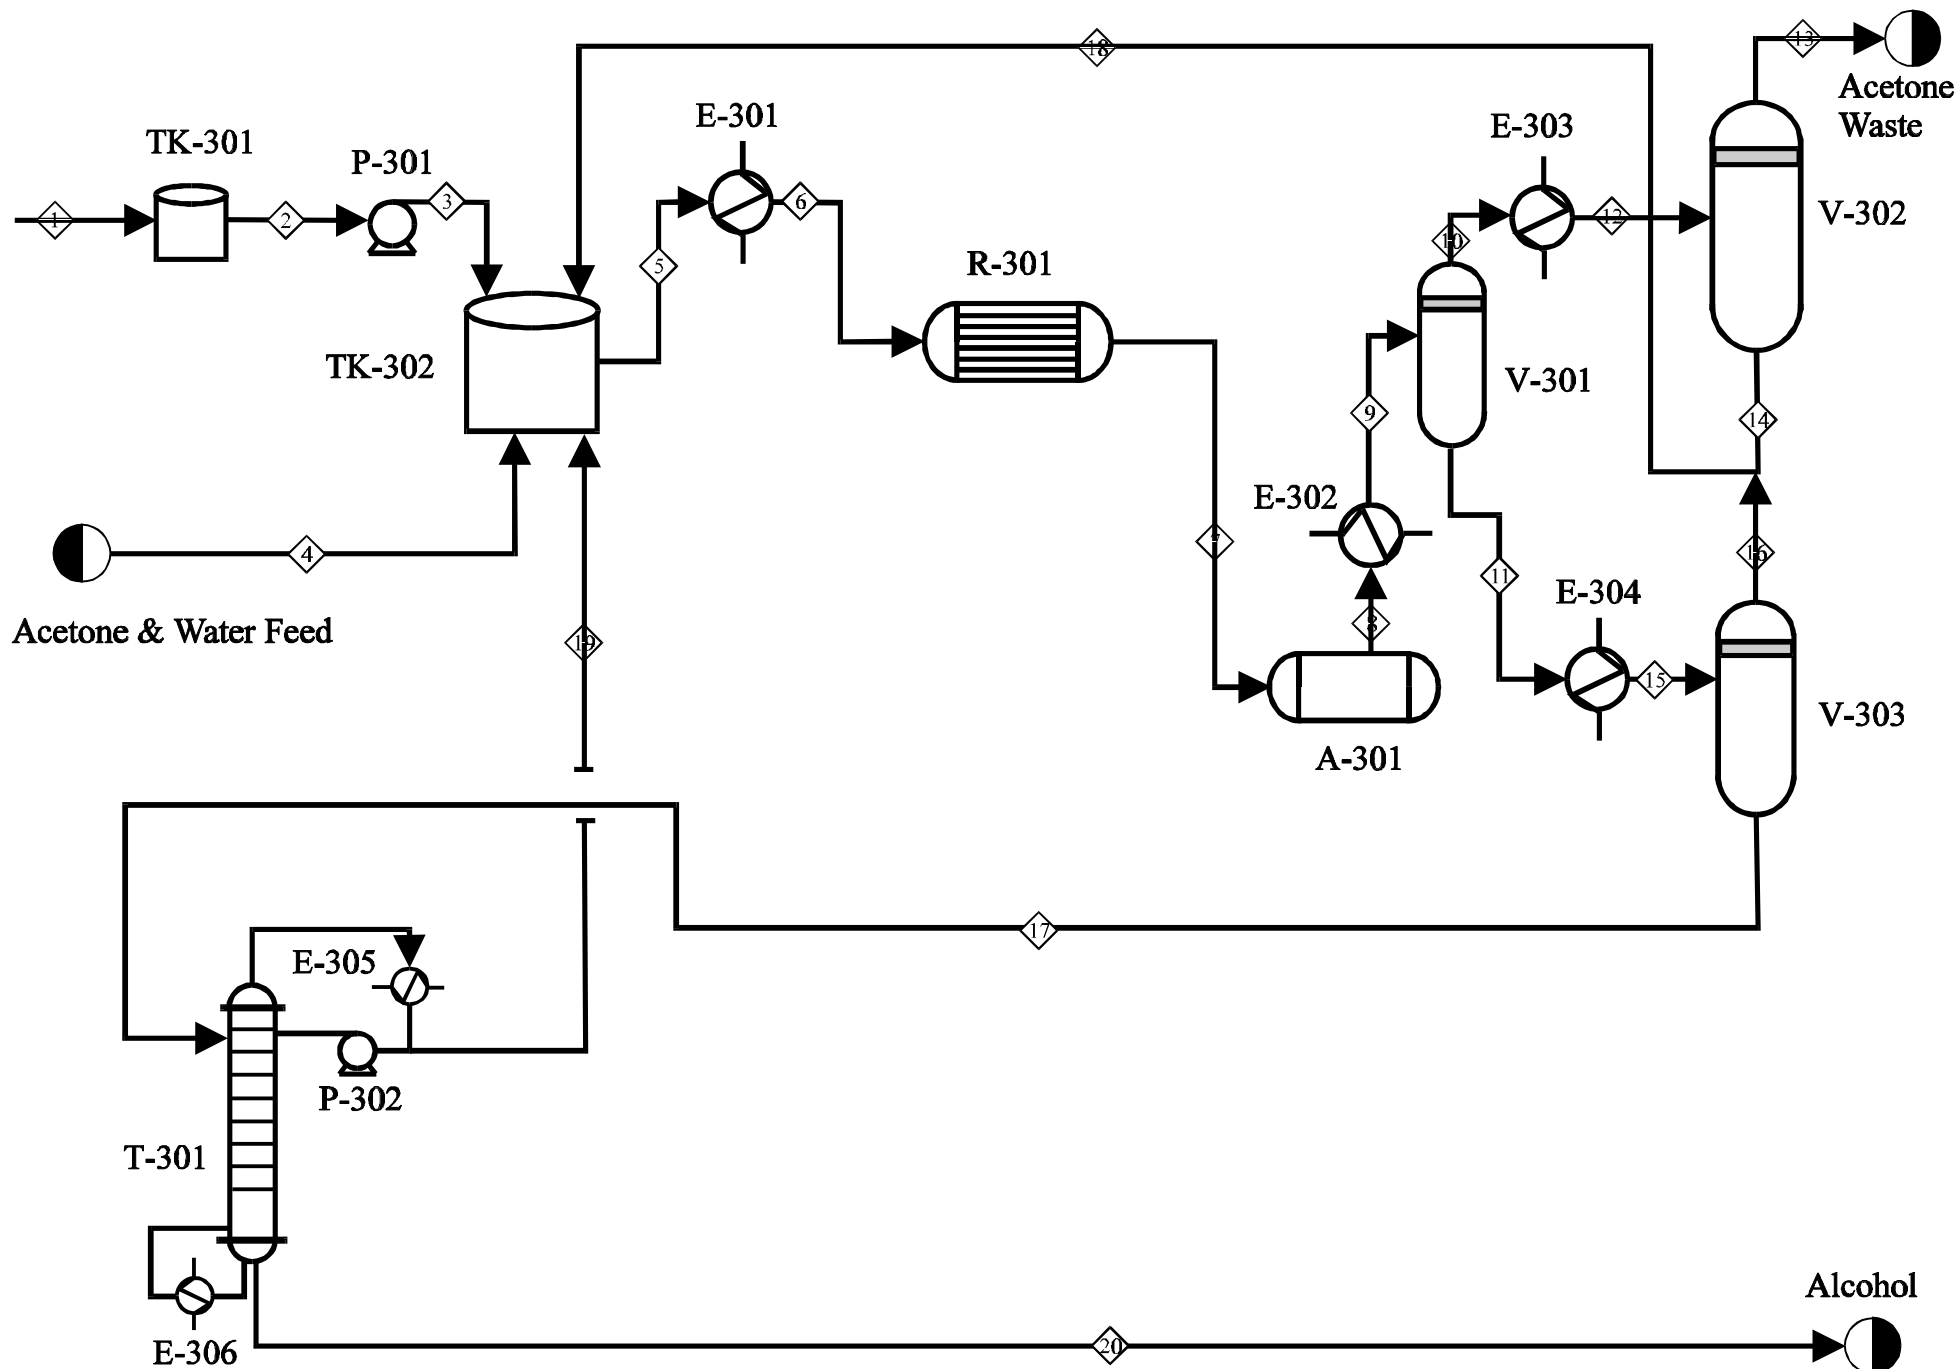 18
13
Acetone
Waste
E-301
E-303
TK-301
P-301
1
2
3
6
12
V-302
10
5
R-301
TK-302
V-301
9
14
E-302
4
7
16
11
E-304
Acetone & Water Feed
8
19
15
V-303
A-301
17
E-305
P-302
T-301
Alcohol
E-306
20